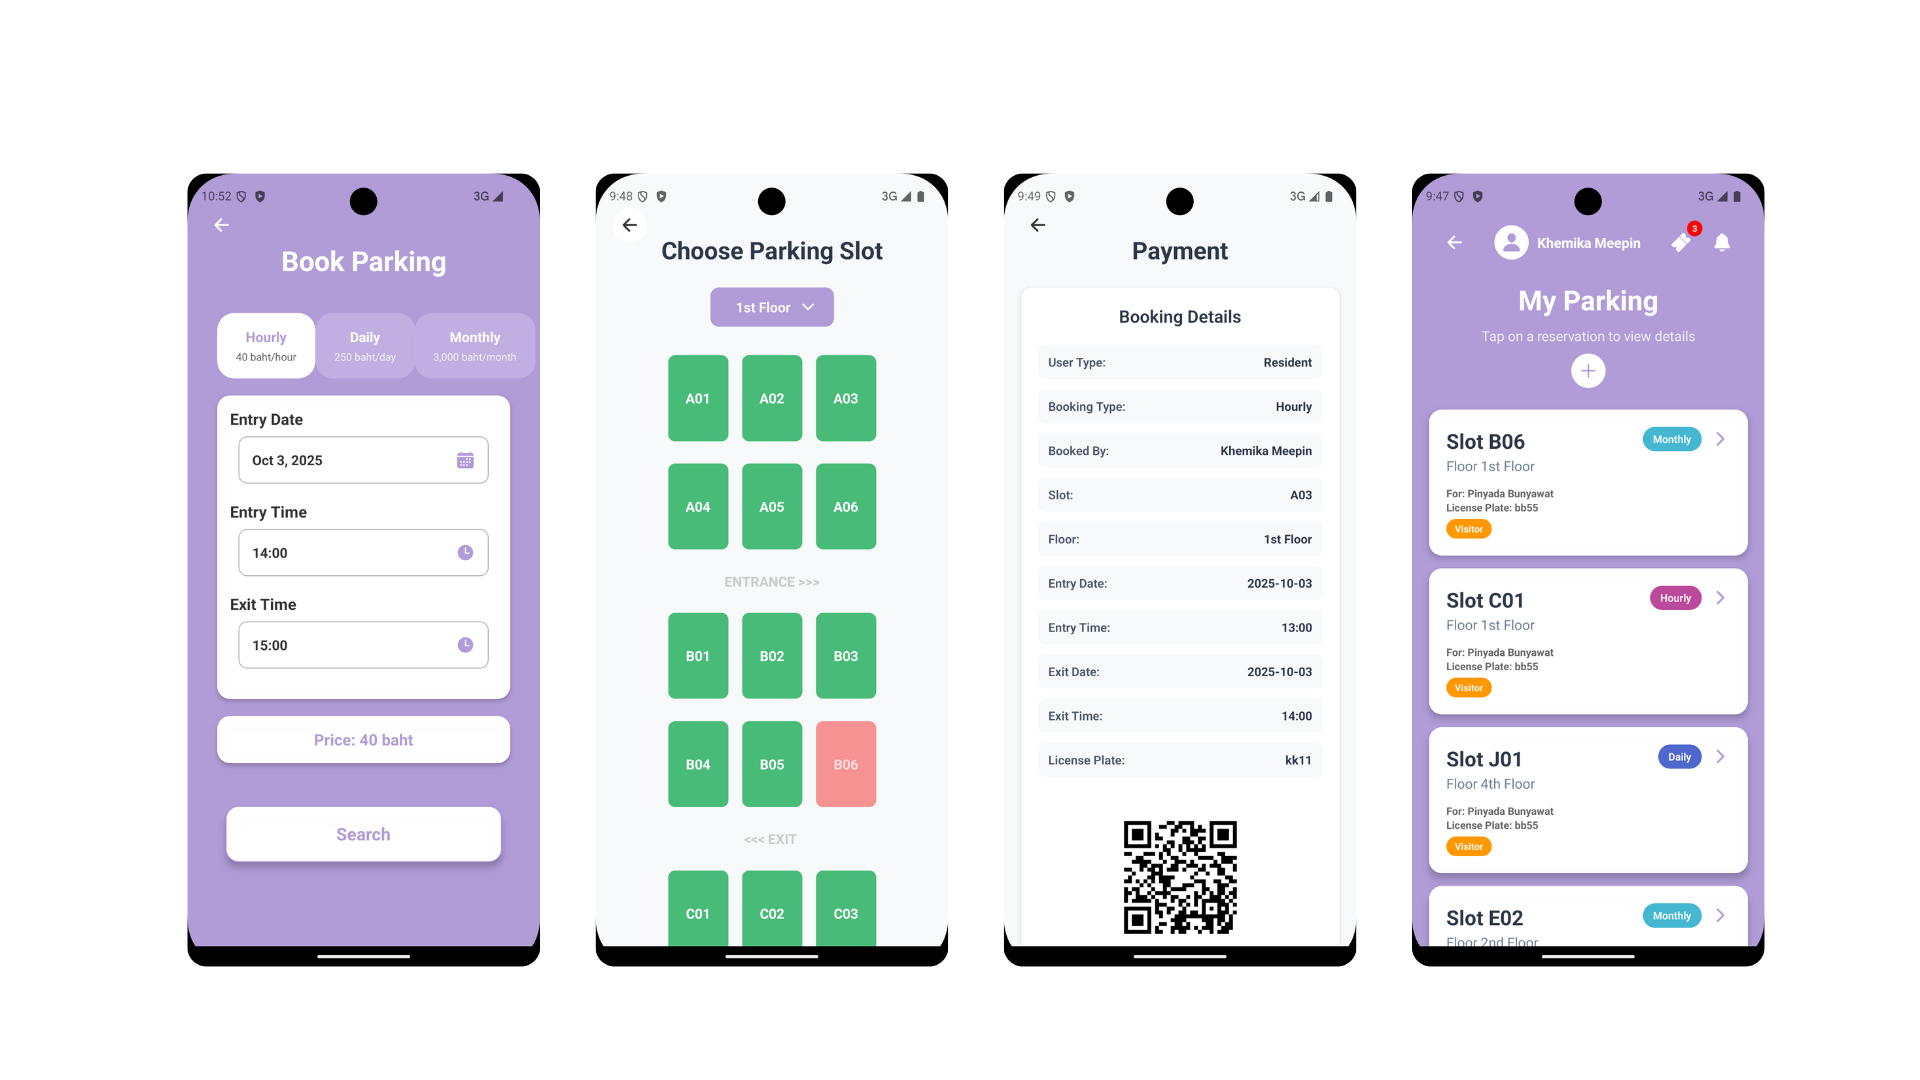 10:52
3G
Book Parking
Hourly
40 baht/hour
Daily
250 baht/day
Monthly
3,000 baht/month
Entry Date
Oct 3, 2025
Entry Time
14:00
Exit Time
15:00
Price: 40 baht
Search
9:48
3G
Choose Parking Slot
1st Floor
A01 A02 A03
A04 A05 A06
ENTRANCE >>>
B01 B02 B03
B04 B05 B06
<<< EXIT
C01 C02 C03
9:49
3G
Payment
Booking Details
User Type: Resident
Booking Type: Hourly
Booked By: Khemika Meepin
Slot: A03
Floor: 1st Floor
Entry Date: 2025-10-03
Entry Time: 13:00
Exit Date: 2025-10-03
Exit Time: 14:00
License Plate: kk11
9:47
3G
Khemika Meepin
3
My Parking
Tap on a reservation to view details
Slot B06
Monthly
Floor 1st Floor
For: Pinyada Bunyawat
License Plate: bb55
Visitor
Slot C01
Hourly
Floor 1st Floor
For: Pinyada Bunyawat
License Plate: bb55
Visitor
Slot J01
Daily
Floor 4th Floor
For: Pinyada Bunyawat
License Plate: bb55
Visitor
Slot E02
Monthly
Floor 2nd Floor